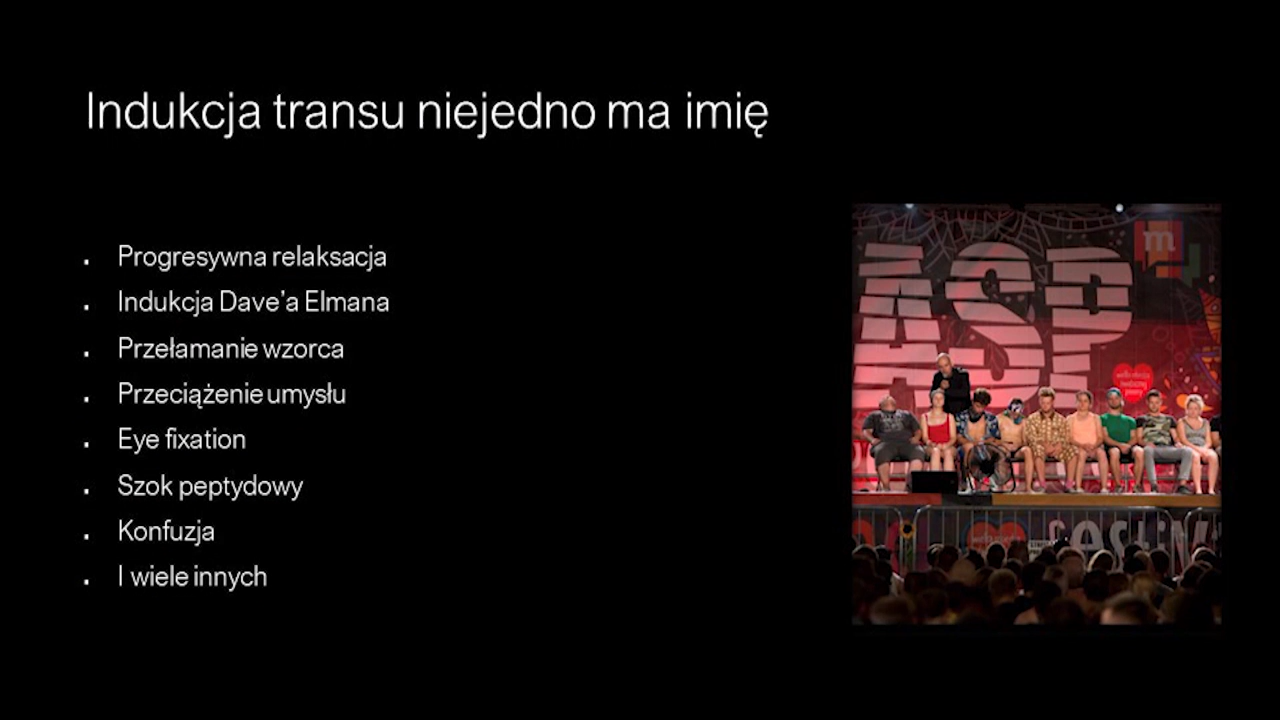 Indukcja transu niejedno ma imię
Progresywna relaksacja
Indukcja Dave’a Elmana
Przełamanie wzorca
Przeciążenie umysłu
Eye fixation
Szok peptydowy
Konfuzja
I wiele innych
ASP
m